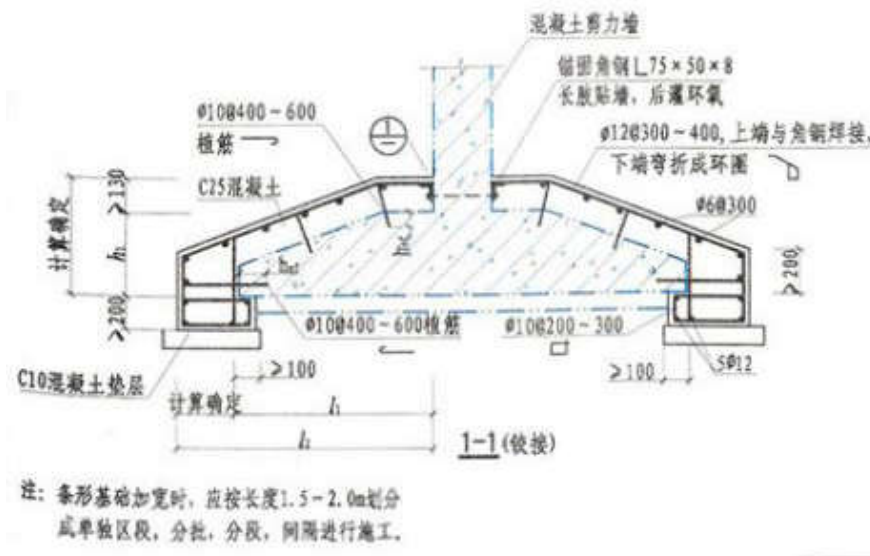 混凝土剪力墙
锚固角钢∟75×50×8
长肢贴墙，后灌环氧
ø10@400~600
植筋
ø12@300~400，上端与角钢焊接，
下端弯折成环圈
C25混凝土
ø6@300
≥130
计算确定
h₁
≥200
≥200
ø10@400~600植筋
ø10@200~300
≥100
≥100
5ø12
C10混凝土垫层
计算确定
l₁
l₂
1-1(铰接)
注：条形基础加宽时，应按长度1.5~2.0m划分
成单独区段，分批，分段，间隔进行施工。